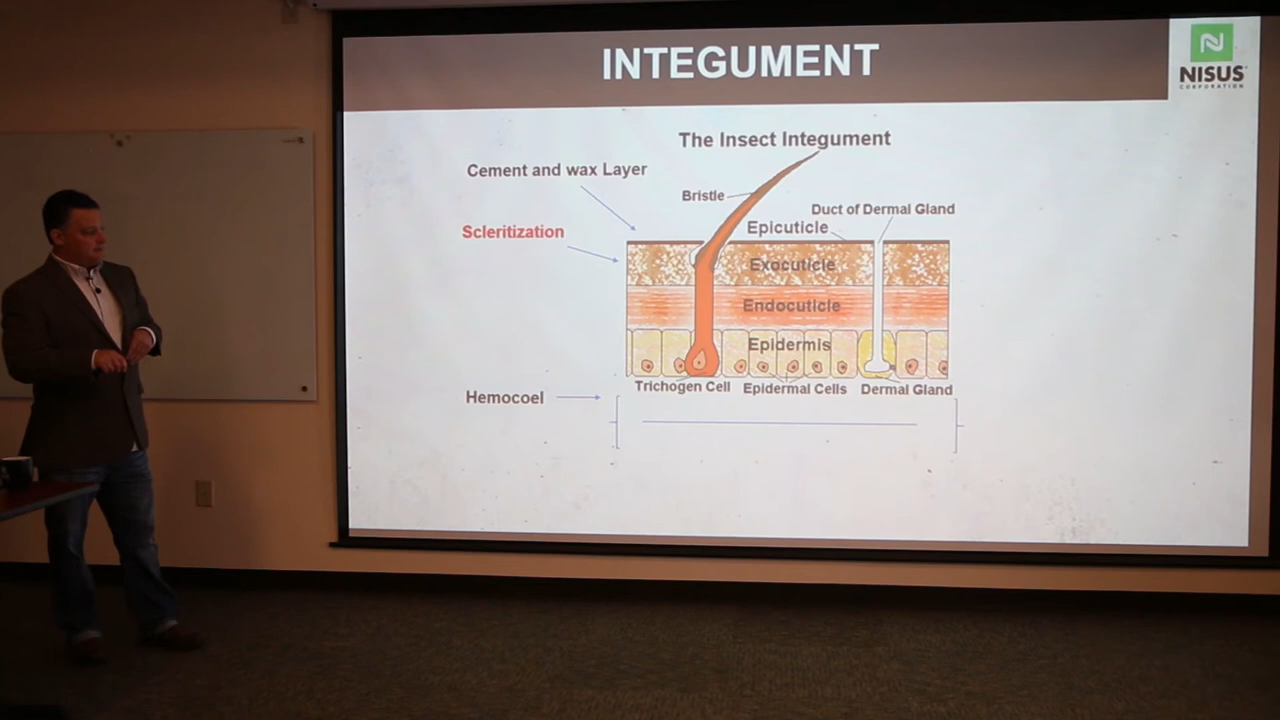 INTEGUMENT
NISUS
CORPORATION
The Insect Integument
Cement and wax Layer
Bristle
Duct of Dermal Gland
Epicuticle
Scleritization
Exocuticle
Endocuticle
Epidermis
Trichogen Cell
Epidermal Cells
Dermal Gland
Hemocoel